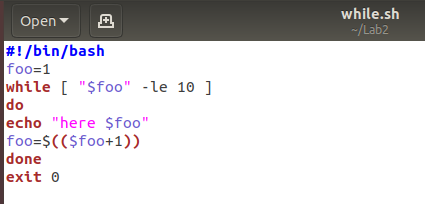 Open
while.sh
~/Lab2
#!/bin/bash
foo=1
while [ "$foo" -le 10 ]
do
echo "here $foo"
foo=$(($foo+1))
done
exit 0